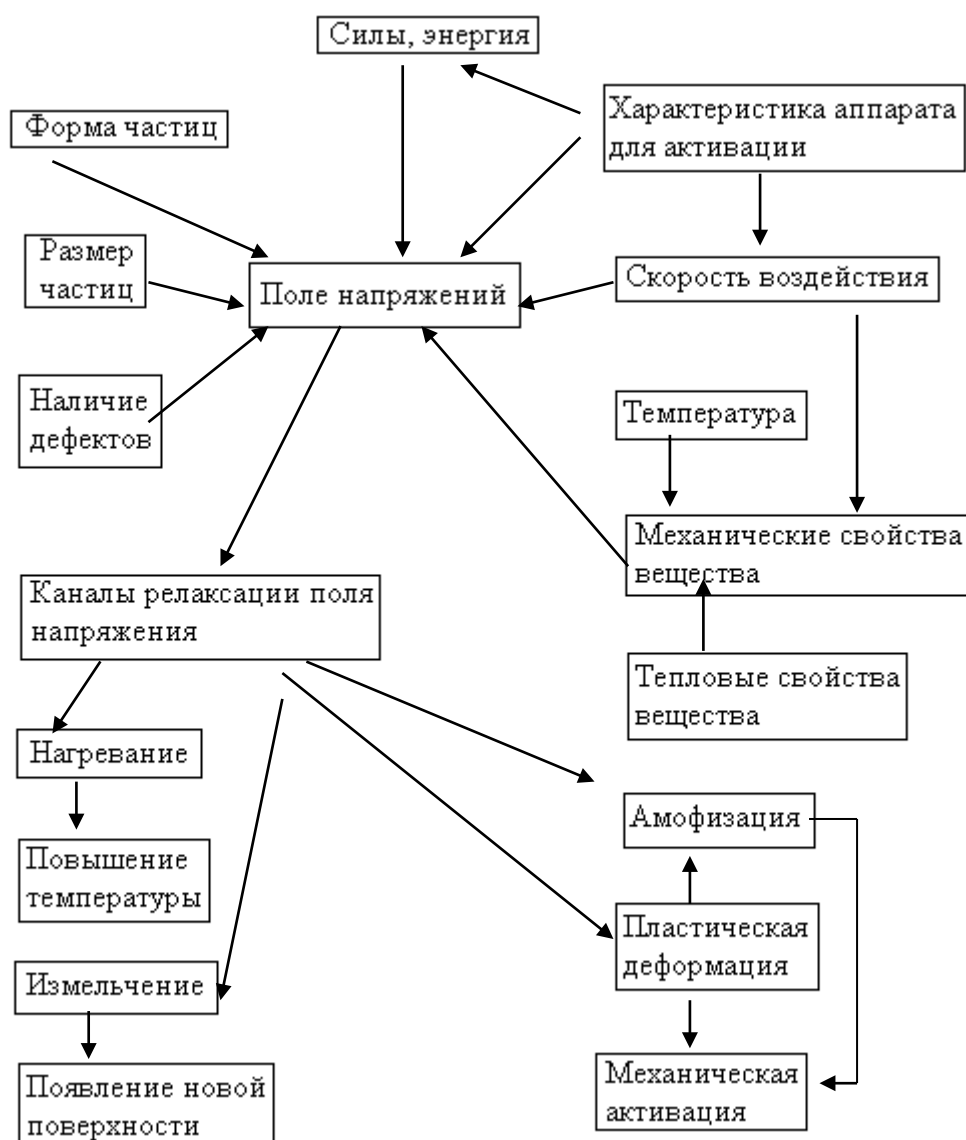 Силы, энергия
Характеристика аппарата
для активации
Форма частиц
Размер
частиц
Поле напряжений
Скорость воздействия
Наличие
дефектов
Температура
Механические свойства
вещества
Каналы релаксации поля
напряжения
Тепловые свойства
вещества
Нагревание
Амофизация
Повышение
температуры
Пластическая
деформация
Измельчение
Механическая
активация
Появление новой
поверхности